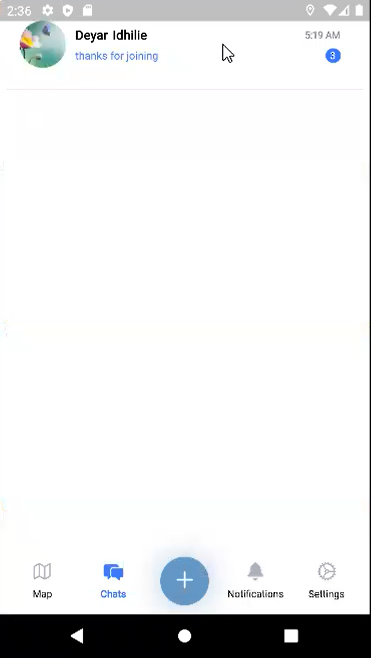 2:36
Deyar Idhilie
5:19 AM
thanks for joining
3
Map
Chats
Notifications
Settings